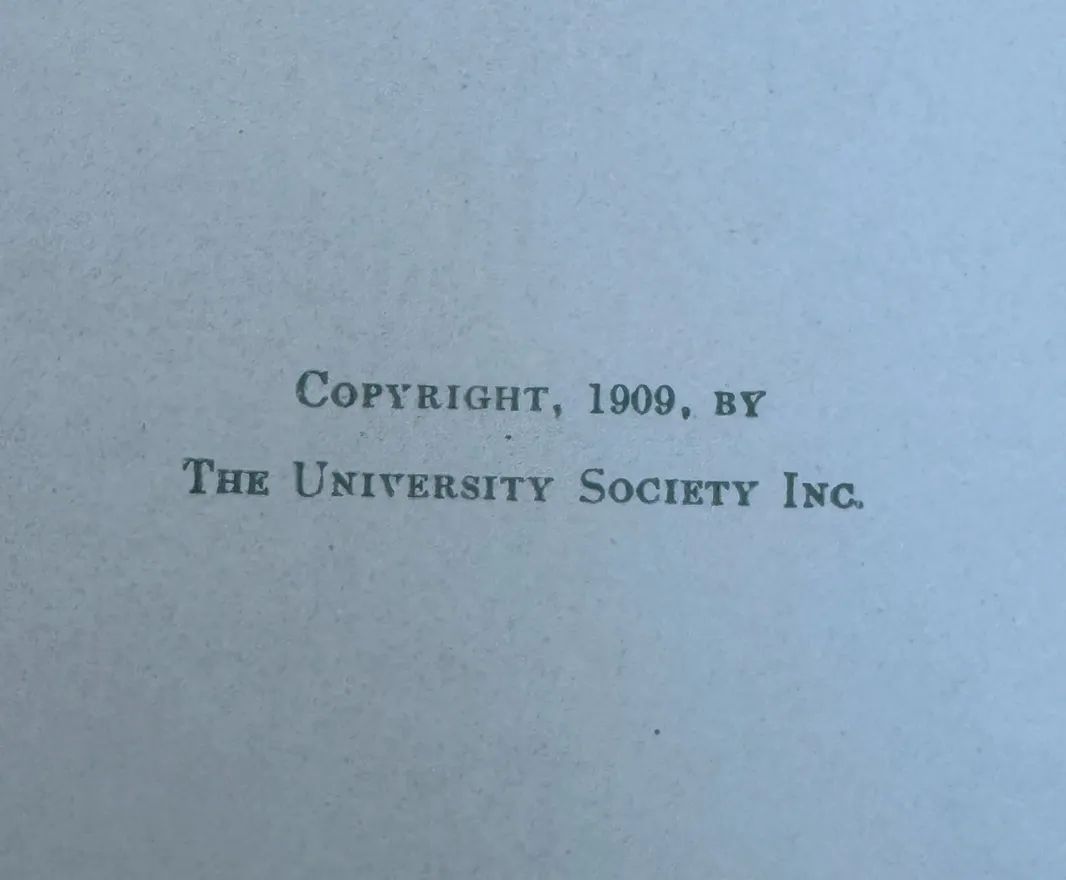 Copyright, 1909, by
The University Society Inc.